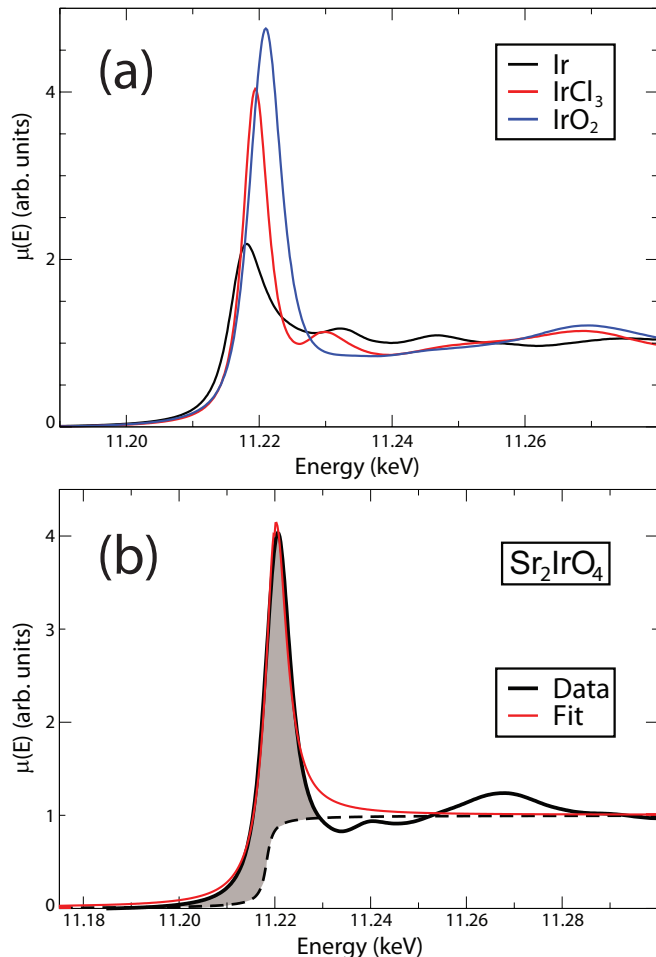 (a)
Ir
IrCl₃
IrO₂
4
2
0
μ(E) (arb. units)
11.20 11.22 11.24 11.26
Energy (keV)
(b)
Sr₂IrO₄
Data
Fit
4
3
2
1
0
μ(E) (arb. units)
11.18 11.20 11.22 11.24 11.26 11.28
Energy (keV)